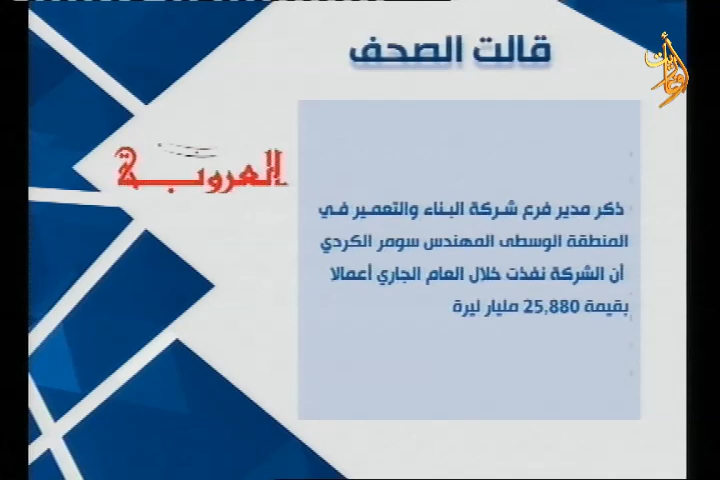 قالت الصحف
العروبة
ذكر مدير فرع شركة البناء والتعمير في
المنطقة الوسطى المهندس سومر الكردي
أن الشركة نفذت خلال العام الجاري أعمالا
بقيمة 25,880 مليار ليرة